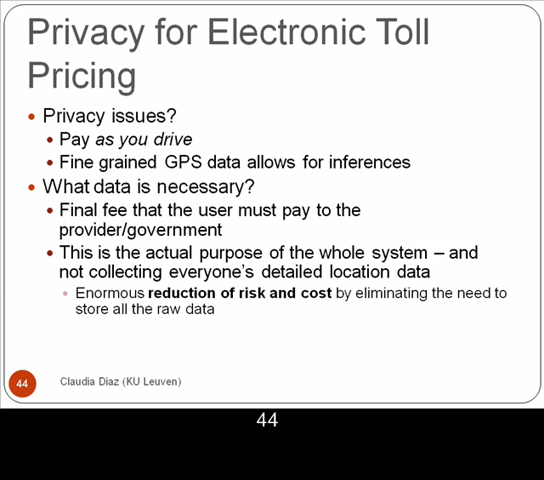 Privacy for Electronic Toll
Pricing
• Privacy issues?
• Pay as you drive
• Fine grained GPS data allows for inferences
• What data is necessary?
• Final fee that the user must pay to the
provider/government
• This is the actual purpose of the whole system – and
not collecting everyone's detailed location data
• Enormous reduction of risk and cost by eliminating the need to
store all the raw data
44
Claudia Diaz (KU Leuven)
44